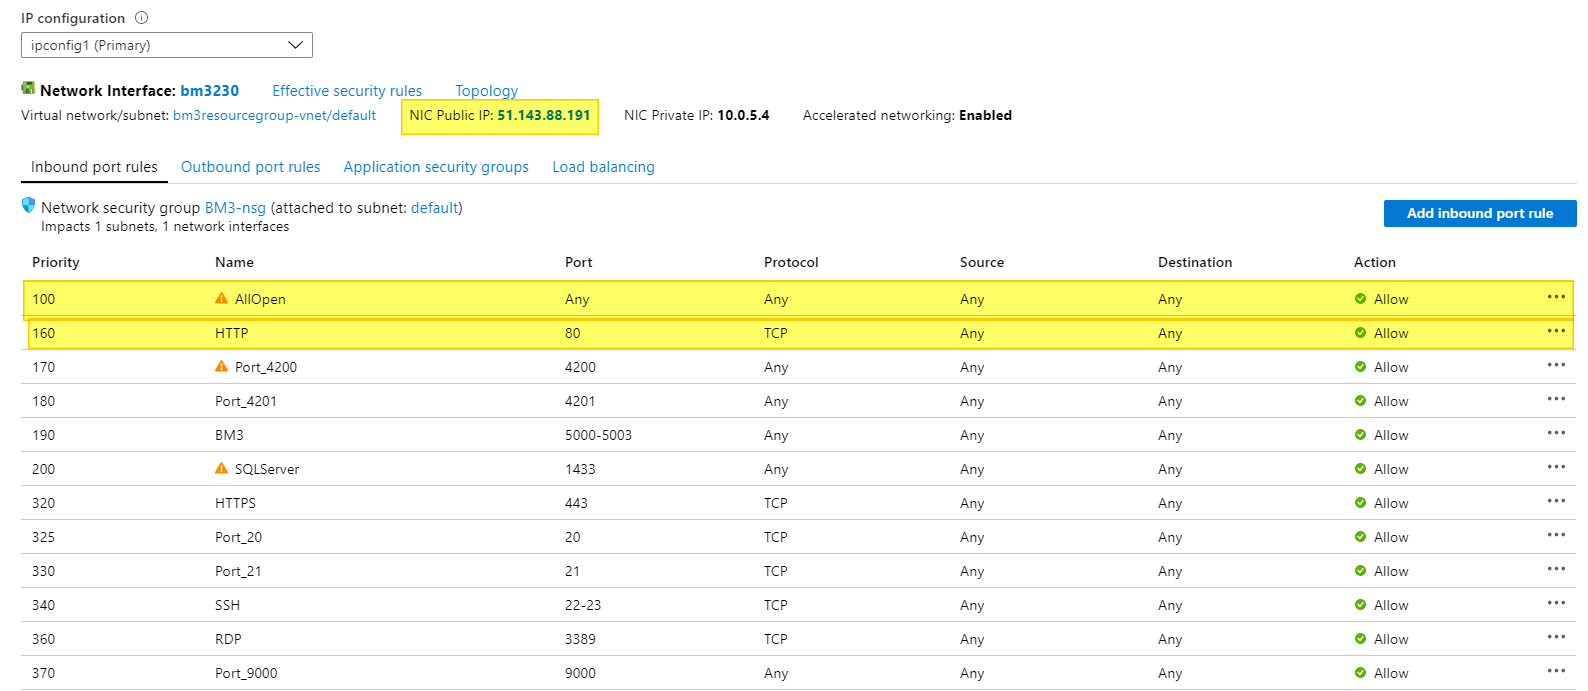 IP configuration
ipconfig1 (Primary)
Network Interface: bm3230 Effective security rules Topology
Virtual network/subnet: bm3resourcegroup-vnet/default NIC Public IP: 51.143.88.191 NIC Private IP: 10.0.5.4 Accelerated networking: Enabled
Inbound port rules Outbound port rules Application security groups Load balancing
Network security group BM3-nsg (attached to subnet: default)
Impacts 1 subnets, 1 network interfaces
Add inbound port rule
Priority Name Port Protocol Source Destination Action
100 AllOpen Any Any Any Any Allow
160 HTTP 80 TCP Any Any Allow
170 Port_4200 4200 Any Any Any Allow
180 Port_4201 4201 Any Any Any Allow
190 BM3 5000-5003 Any Any Any Allow
200 SQLServer 1433 Any Any Any Allow
320 HTTPS 443 TCP Any Any Allow
325 Port_20 20 TCP Any Any Allow
330 Port_21 21 TCP Any Any Allow
340 SSH 22-23 TCP Any Any Allow
360 RDP 3389 TCP Any Any Allow
370 Port_9000 9000 Any Any Any Allow